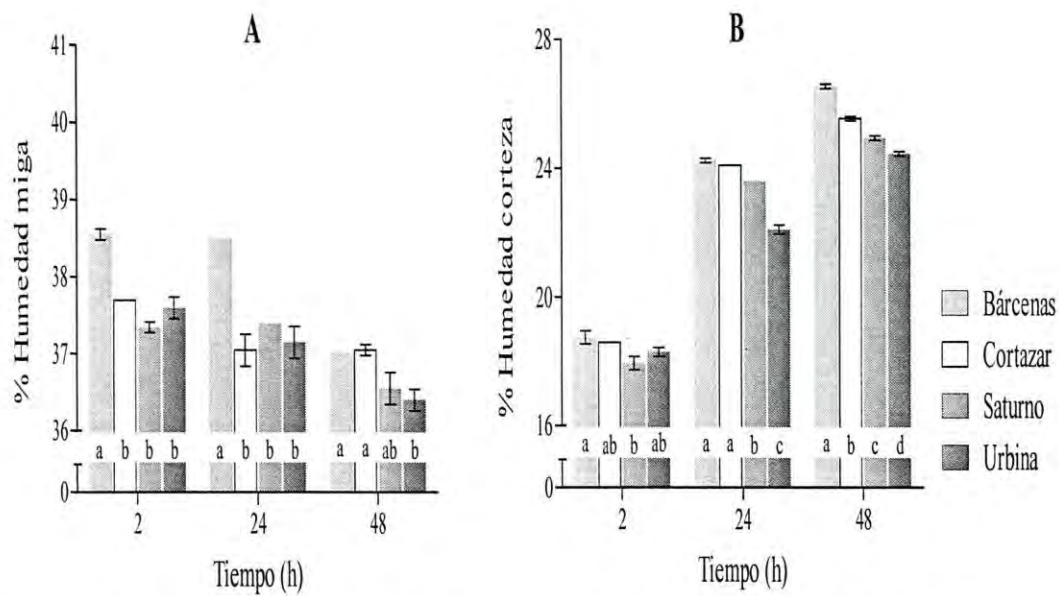 A
% Humedad miga
41
40
39
38
37
36
0
a b b b
a b b b
a a ab b
2
24
48
Tiempo (h)
B
% Humedad corteza
28
24
20
18
16
0
a ab b ab
a a b c
a b c d
2
24
48
Tiempo (h)
Bárcenas
Cortazar
Saturno
Urbina